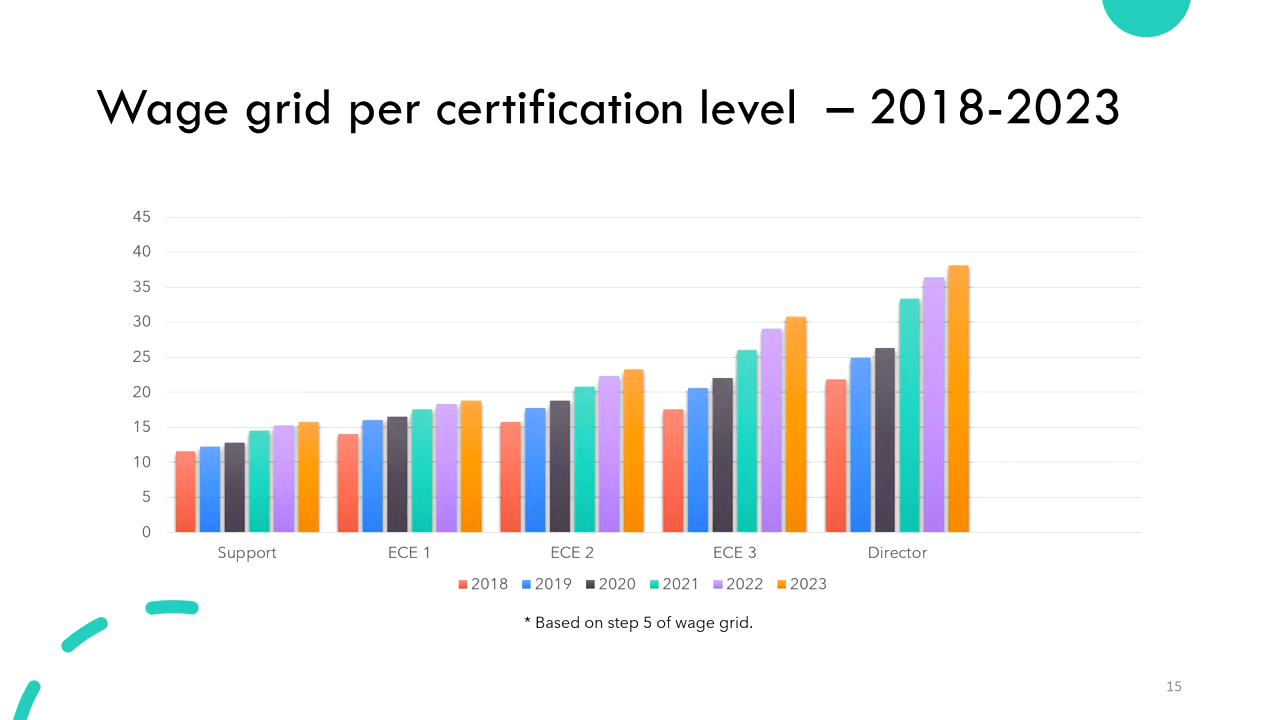 Wage grid per certification level – 2018-2023
45
40
35
30
25
20
15
10
5
0
Support ECE 1 ECE 2 ECE 3 Director
2018 2019 2020 2021 2022 2023
* Based on step 5 of wage grid.
15